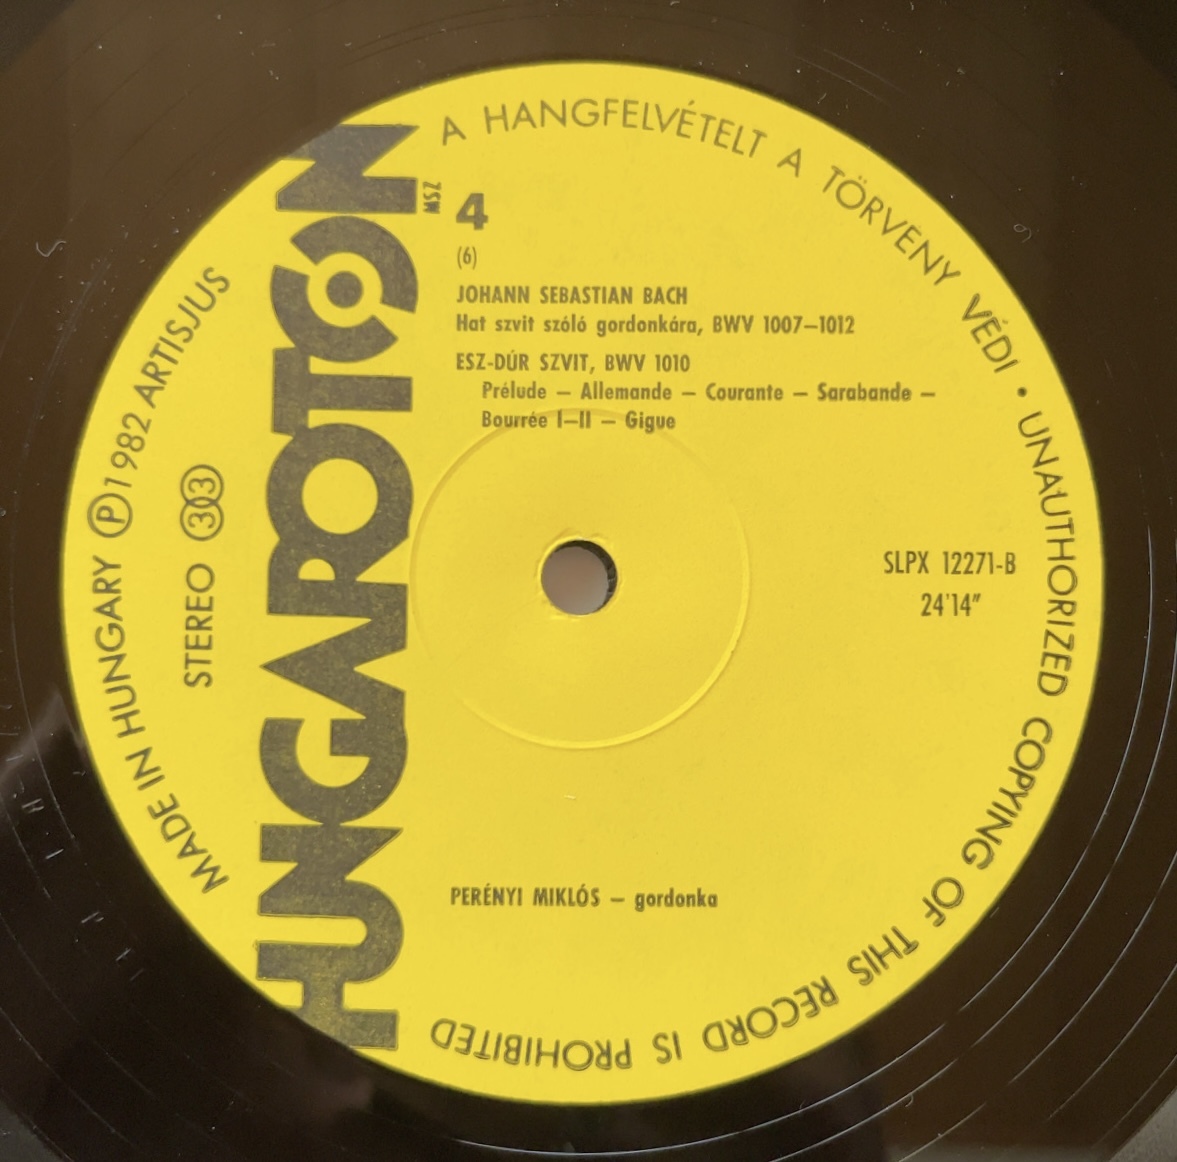 A HANGFELVÉTELT A TÖRVENY VÉDI • UNAUTHORIZED COPYING OF THIS RECORD IS PROHIBITED
MADE IN HUNGARY Ⓟ 1982 ARTISJUS
STEREO 33
HUNGAROTON
MSZ
4
(6)
JOHANN SEBASTIAN BACH
Hat szvit szóló gordonkára, BWV 1007–1012
ESZ-DÚR SZVIT, BWV 1010
Prélude – Allemande – Courante – Sarabande –
Bourrée I–II – Gigue
SLPX 12271-B
24'14"
PERÉNYI MIKLÓS – gordonka